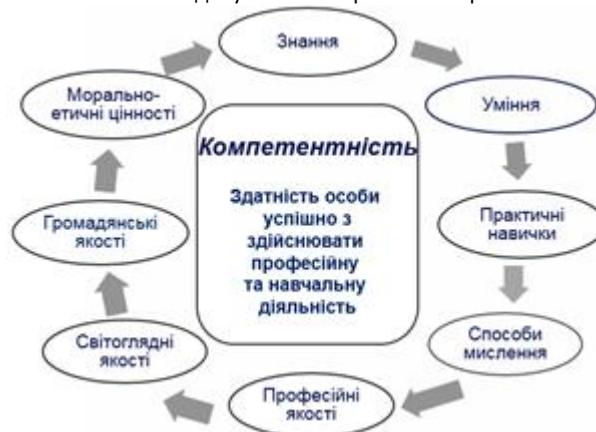 Знання
Уміння
Практичні
навички
Способи
мислення
Професійні
якості
Світоглядні
якості
Громадянські
якості
Морально-
етичні цінності
Компетентність
Здатність особи
успішно з
здійснювати
професійну
та навчальну
діяльність